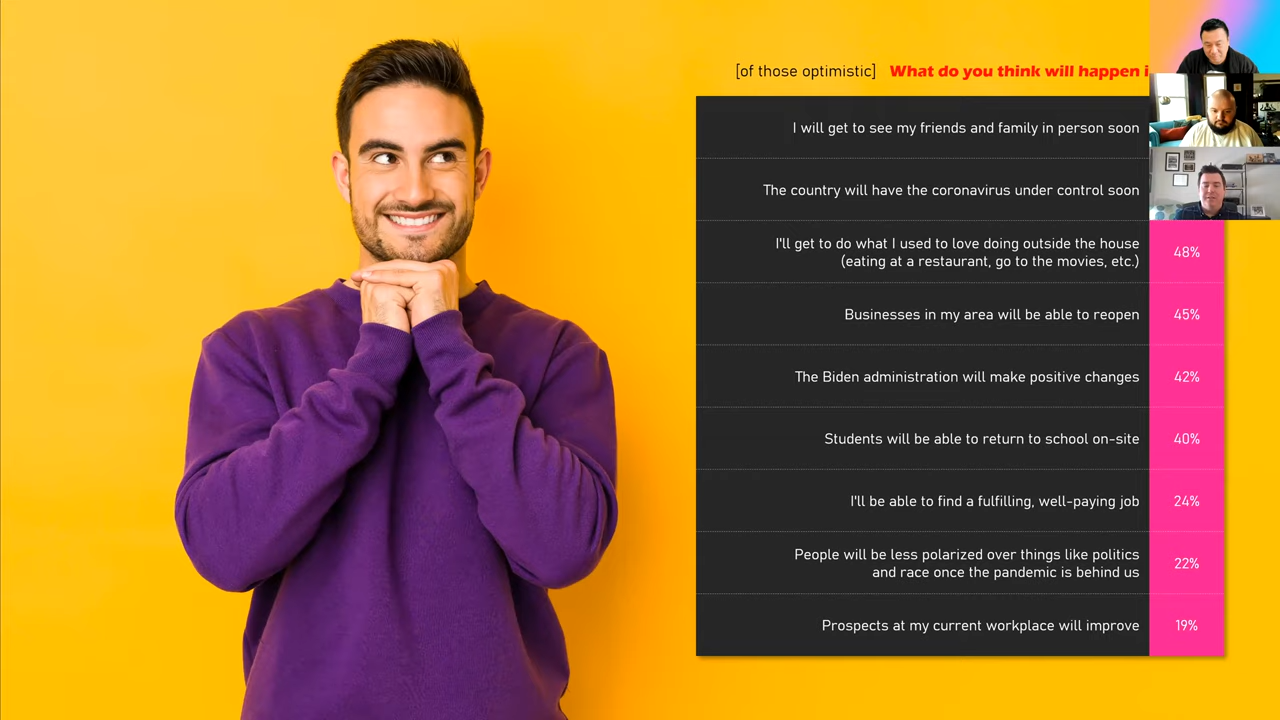 [of those optimistic] What do you think will happen i
I will get to see my friends and family in person soon
The country will have the coronavirus under control soon
I'll get to do what I used to love doing outside the house
(eating at a restaurant, go to the movies, etc.)
48%
Businesses in my area will be able to reopen
45%
The Biden administration will make positive changes
42%
Students will be able to return to school on-site
40%
I'll be able to find a fulfilling, well-paying job
24%
People will be less polarized over things like politics
and race once the pandemic is behind us
22%
Prospects at my current workplace will improve
19%